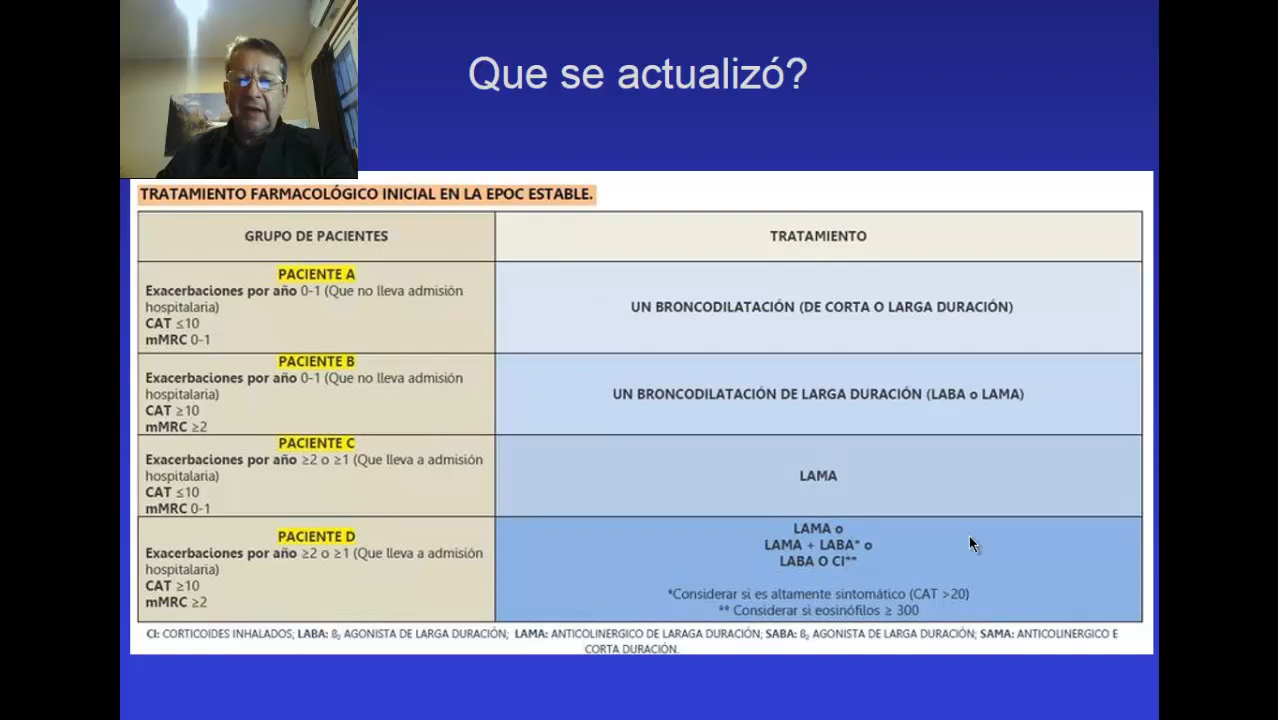 Que se actualizó?
TRATAMIENTO FARMACOLÓGICO INICIAL EN LA EPOC ESTABLE.
GRUPO DE PACIENTES
TRATAMIENTO
PACIENTE A
Exacerbaciones por año 0-1 (Que no lleva admisión
hospitalaria)
CAT ≤10
mMRC 0-1
UN BRONCODILATACIÓN (DE CORTA O LARGA DURACIÓN)
PACIENTE B
Exacerbaciones por año 0-1 (Que no lleva admisión
hospitalaria)
CAT ≥10
mMRC ≥2
UN BRONCODILATACIÓN DE LARGA DURACIÓN (LABA o LAMA)
PACIENTE C
Exacerbaciones por año ≥2 o ≥1 (Que lleva a admisión
hospitalaria)
CAT ≤10
mMRC 0-1
LAMA
PACIENTE D
Exacerbaciones por año ≥2 o ≥1 (Que lleva a admisión
hospitalaria)
CAT ≥10
mMRC ≥2
LAMA o
LAMA + LABA* o
LABA O CI**
*Considerar si es altamente sintomático (CAT >20)
** Considerar si eosinófilos ≥ 300
CI: CORTICOIDES INHALADOS; LABA: ß₂ AGONISTA DE LARGA DURACIÓN; LAMA: ANTICOLINERGICO DE LARAGA DURACIÓN; SABA: ß₂ AGONISTA DE LARGA DURACIÓN; SAMA: ANTICOLINERGICO E
CORTA DURACIÓN.